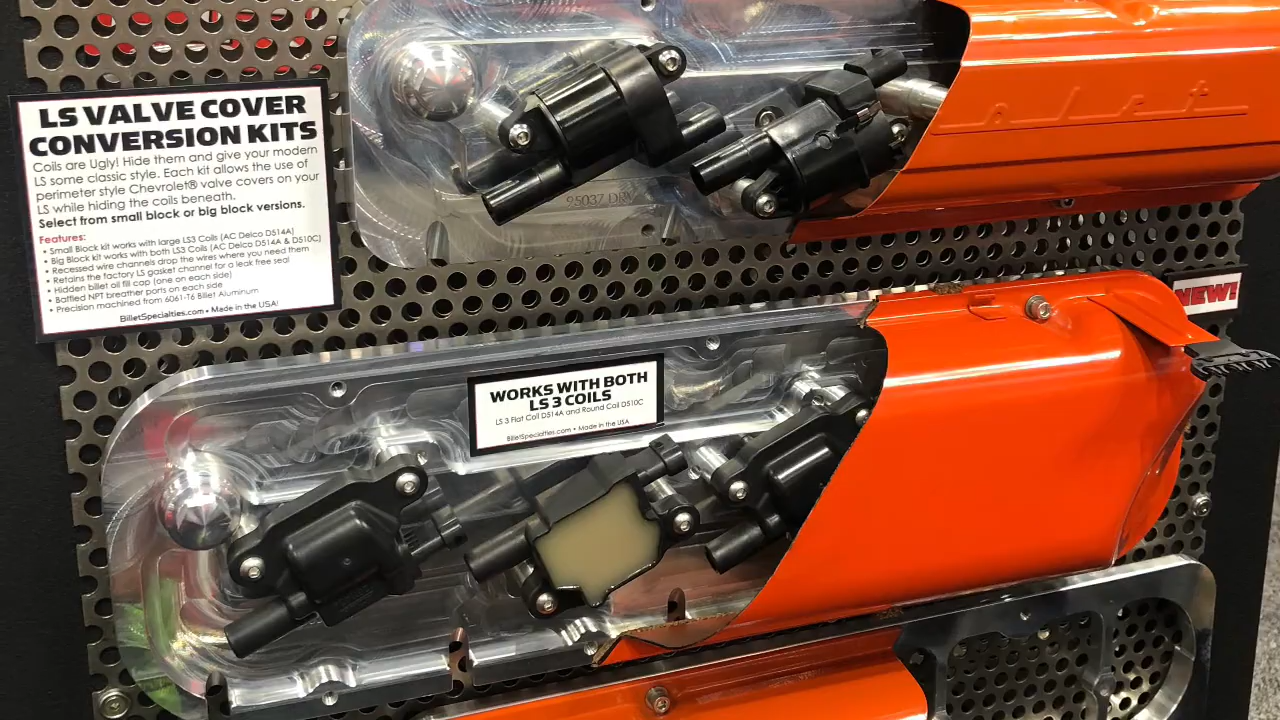 LS VALVE COVER
CONVERSION KITS
Coils are Ugly! Hide them and give your modern
LS some classic style. Each kit allows the use of
perimeter style Chevrolet® valve covers on your
LS while hiding the coils beneath.
Select from small block or big block versions.
Features:
• Small Block kit works with large LS3 Coils (AC Delco D514A)
• Big Block kit works with both LS3 Coils (AC Delco D514A & D510C)
• Recessed wire channels drop the wires where you need them
• Retains the factory LS gasket channel for a leak free seal
• Hidden billet oil fill cap (one on each side)
• Baffled NPT breather ports on each side
• Precision machined from 6061-T6 Billet Aluminum
BilletSpecialties.com • Made in the USA!
95037 DRV
NEW!
WORKS WITH BOTH
LS 3 COILS
LS 3 Flat Coil D514A and Round Coil D510C
BilletSpecialties.com • Made in the USA